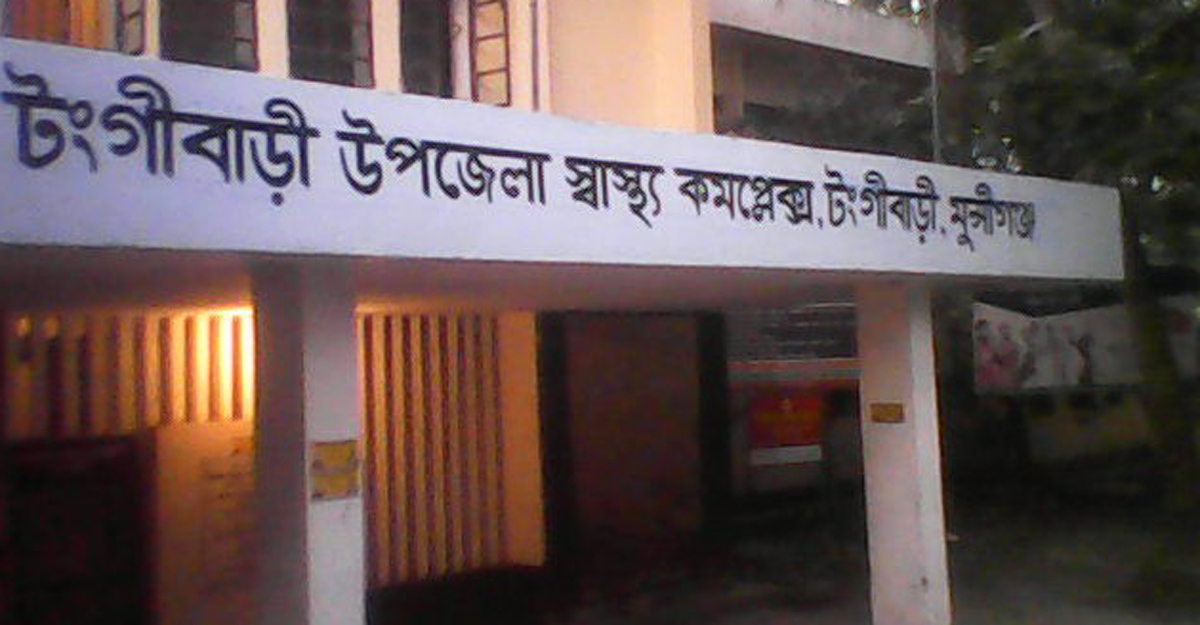 টংগীবাড়ী উপজেলা স্বাস্থ্য কমপ্লেক্স, টংগীবাড়ী, মুন্সীগঞ্জ